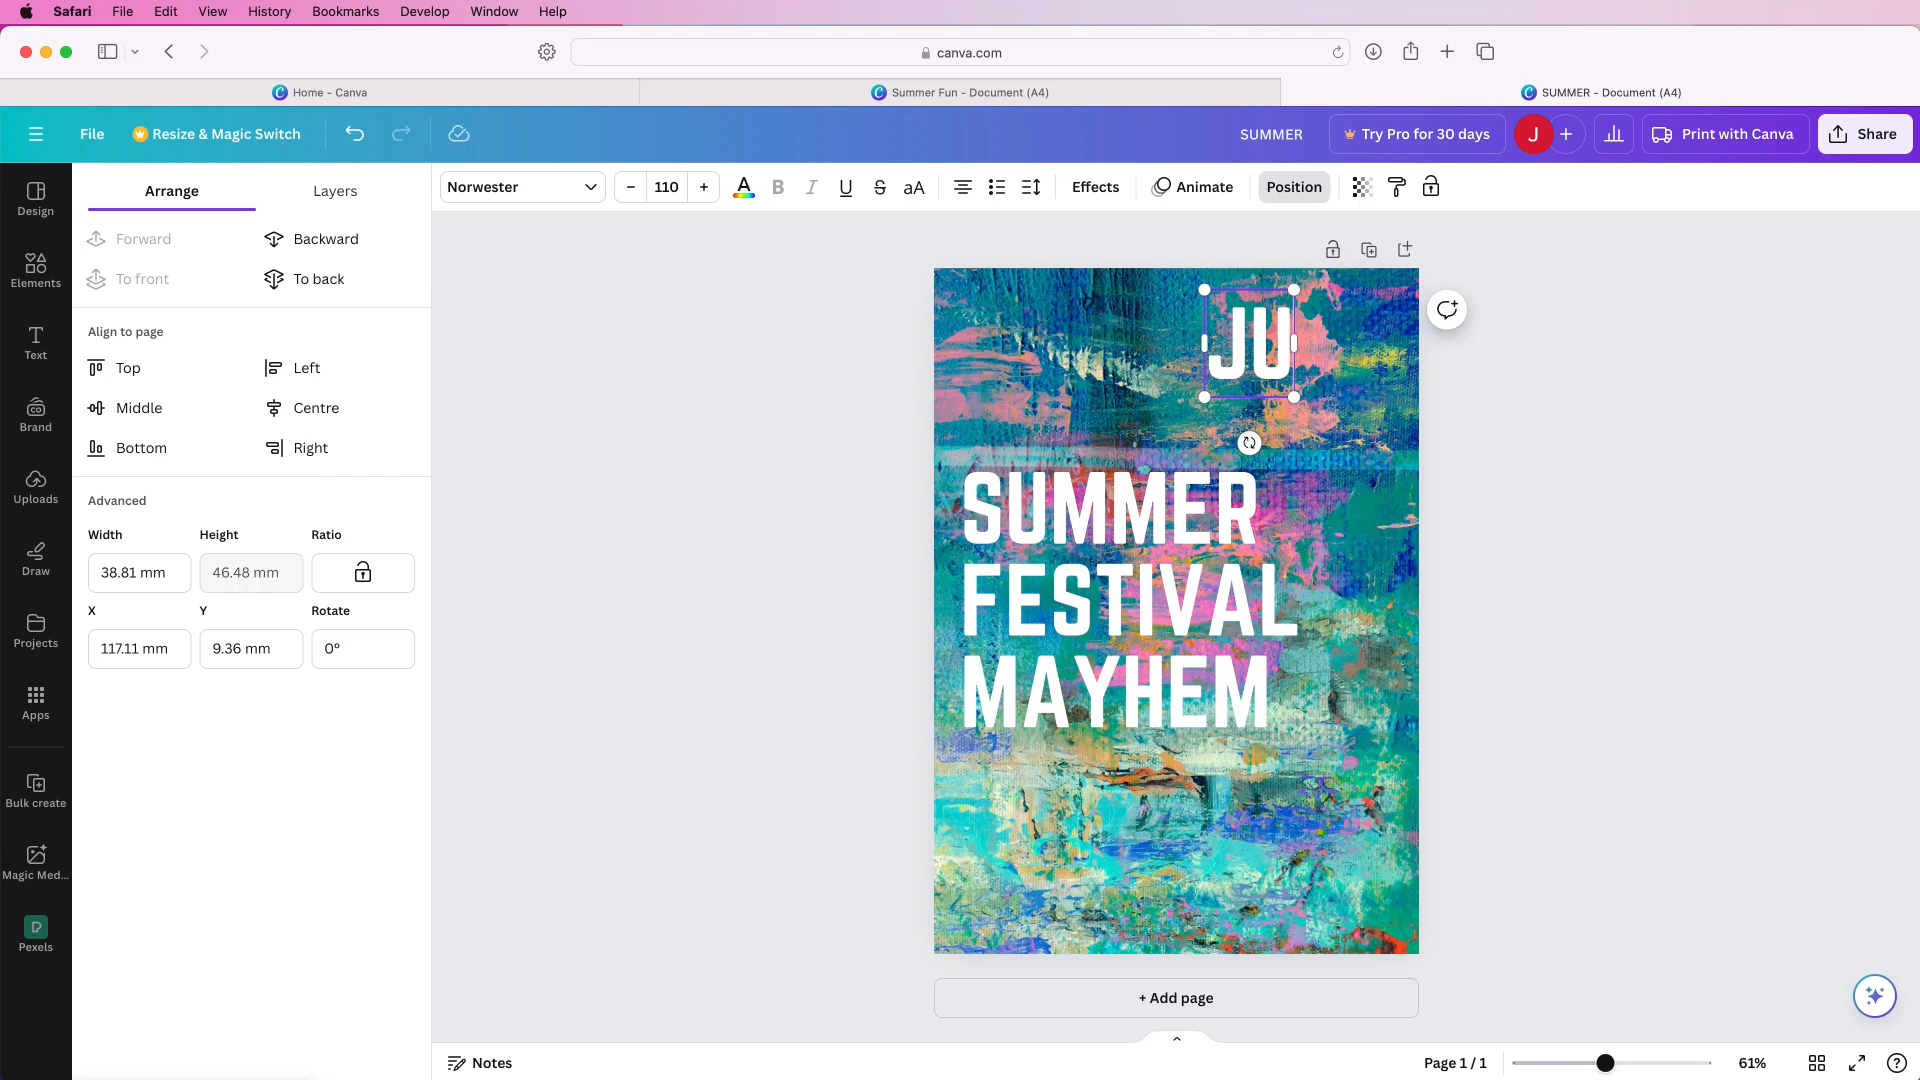 Safari File Edit View History Bookmarks Develop Window Help
canva.com
Home - Canva
Summer Fun - Document (A4)
SUMMER - Document (A4)
File
Resize & Magic Switch
SUMMER
Try Pro for 30 days
J
+
Print with Canva
Share
Design
Elements
Text
Brand
Uploads
Draw
Projects
Apps
Bulk create
Magic Med...
Pexels
Arrange
Layers
Forward
Backward
To front
To back
Align to page
Top
Left
Middle
Centre
Bottom
Right
Advanced
Width
Height
Ratio
38.81 mm
46.48 mm
X
Y
Rotate
117.11 mm
9.36 mm
0°
Norwester
– 110 +
A B I U S aA
Effects
Animate
Position
JU
SUMMER
FESTIVAL
MAYHEM
+ Add page
Notes
Page 1 / 1
61%